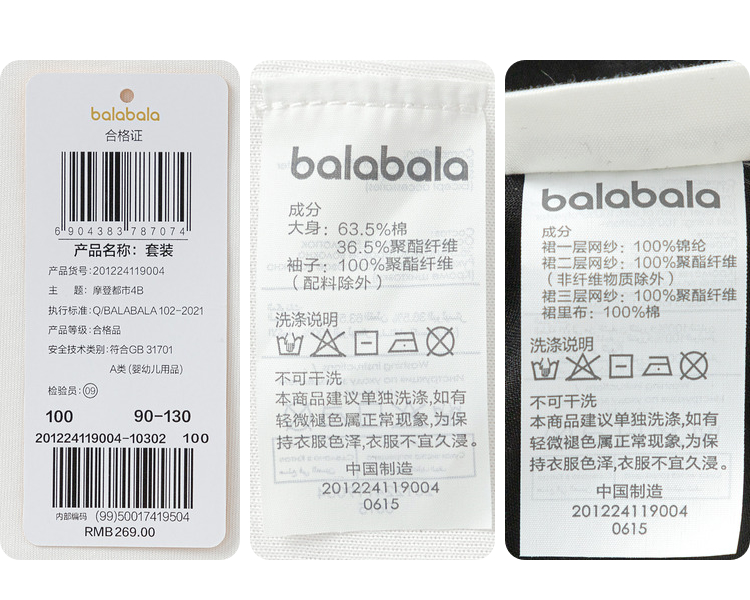 balabala
合格证
6 904383 787074
产品名称：套装
产品货号：201224119004
主 题：摩登都市4B
执行标准：Q/BALABALA 102-2021
产品等级：合格品
安全技术类别：符合GB 31701
A类 (婴幼儿用品)
检验员：09
100 90-130
201224119004-10302 100
内部编码 (99)50017419504
RMB 269.00
balabala
成分
大身：63.5%棉
36.5%聚酯纤维
袖子：100%聚酯纤维
（配料除外）
洗涤说明
不可干洗
本商品建议单独洗涤,如有
轻微褪色属正常现象,为保
持衣服色泽,衣服不宜久浸。
中国制造
201224119004
0615
balabala
成分
裙一层网纱：100%锦纶
裙二层网纱：100%聚酯纤维
（非纤维物质除外）
裙三层网纱：100%聚酯纤维
裙里布：100%棉
洗涤说明
不可干洗
本商品建议单独洗涤,如有
轻微褪色属正常现象,为保
持衣服色泽,衣服不宜久浸。
中国制造
201224119004
0615